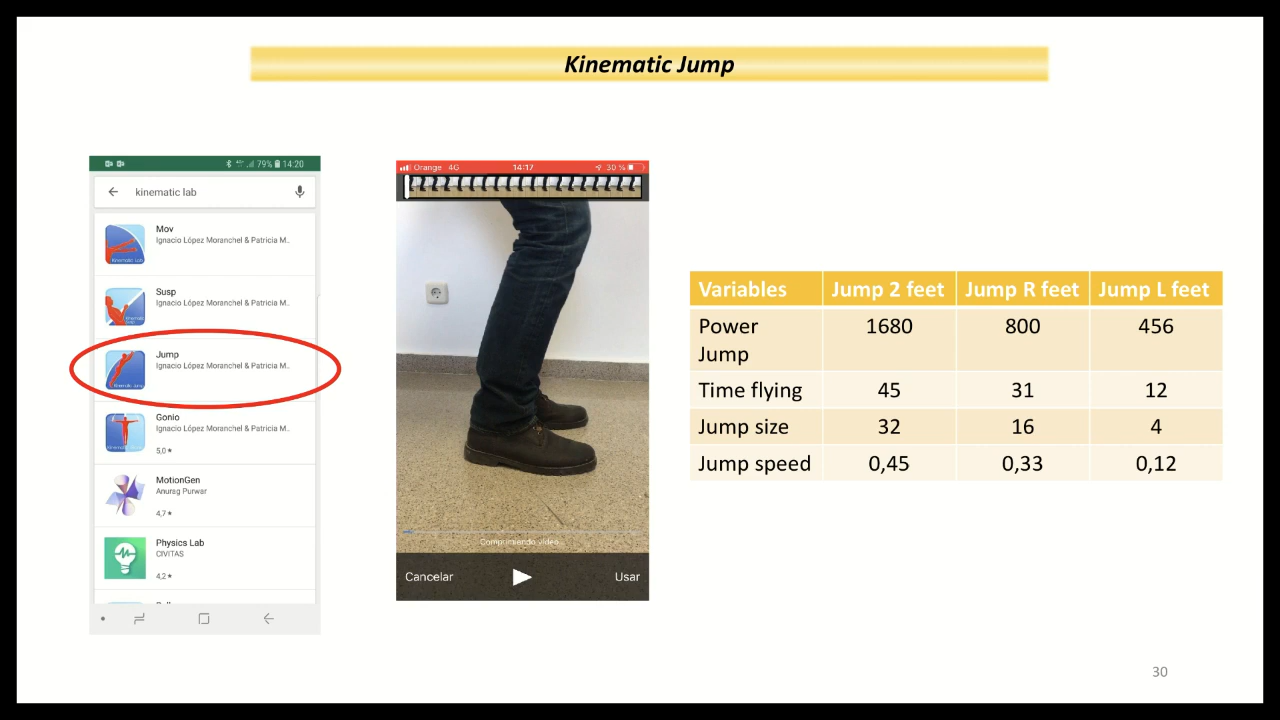 Kinematic Jump
79% 14:20
kinematic lab
Mov
Ignacio López Moranchel & Patricia M..
Susp
Ignacio López Moranchel & Patricia M..
Jump
Ignacio López Moranchel & Patricia M..
Gonio
Ignacio López Moranchel & Patricia M..
5,0 ★
MotionGen
Anurag Purwar
4,7 ★
Physics Lab
CIVITAS
4,2 ★
Orange 4G 14:17 30 %
Comprimiendo vídeo...
Cancelar Usar
Variables Jump 2 feet Jump R feet Jump L feet
Power 1680 800 456
Jump
Time flying 45 31 12
Jump size 32 16 4
Jump speed 0,45 0,33 0,12
30